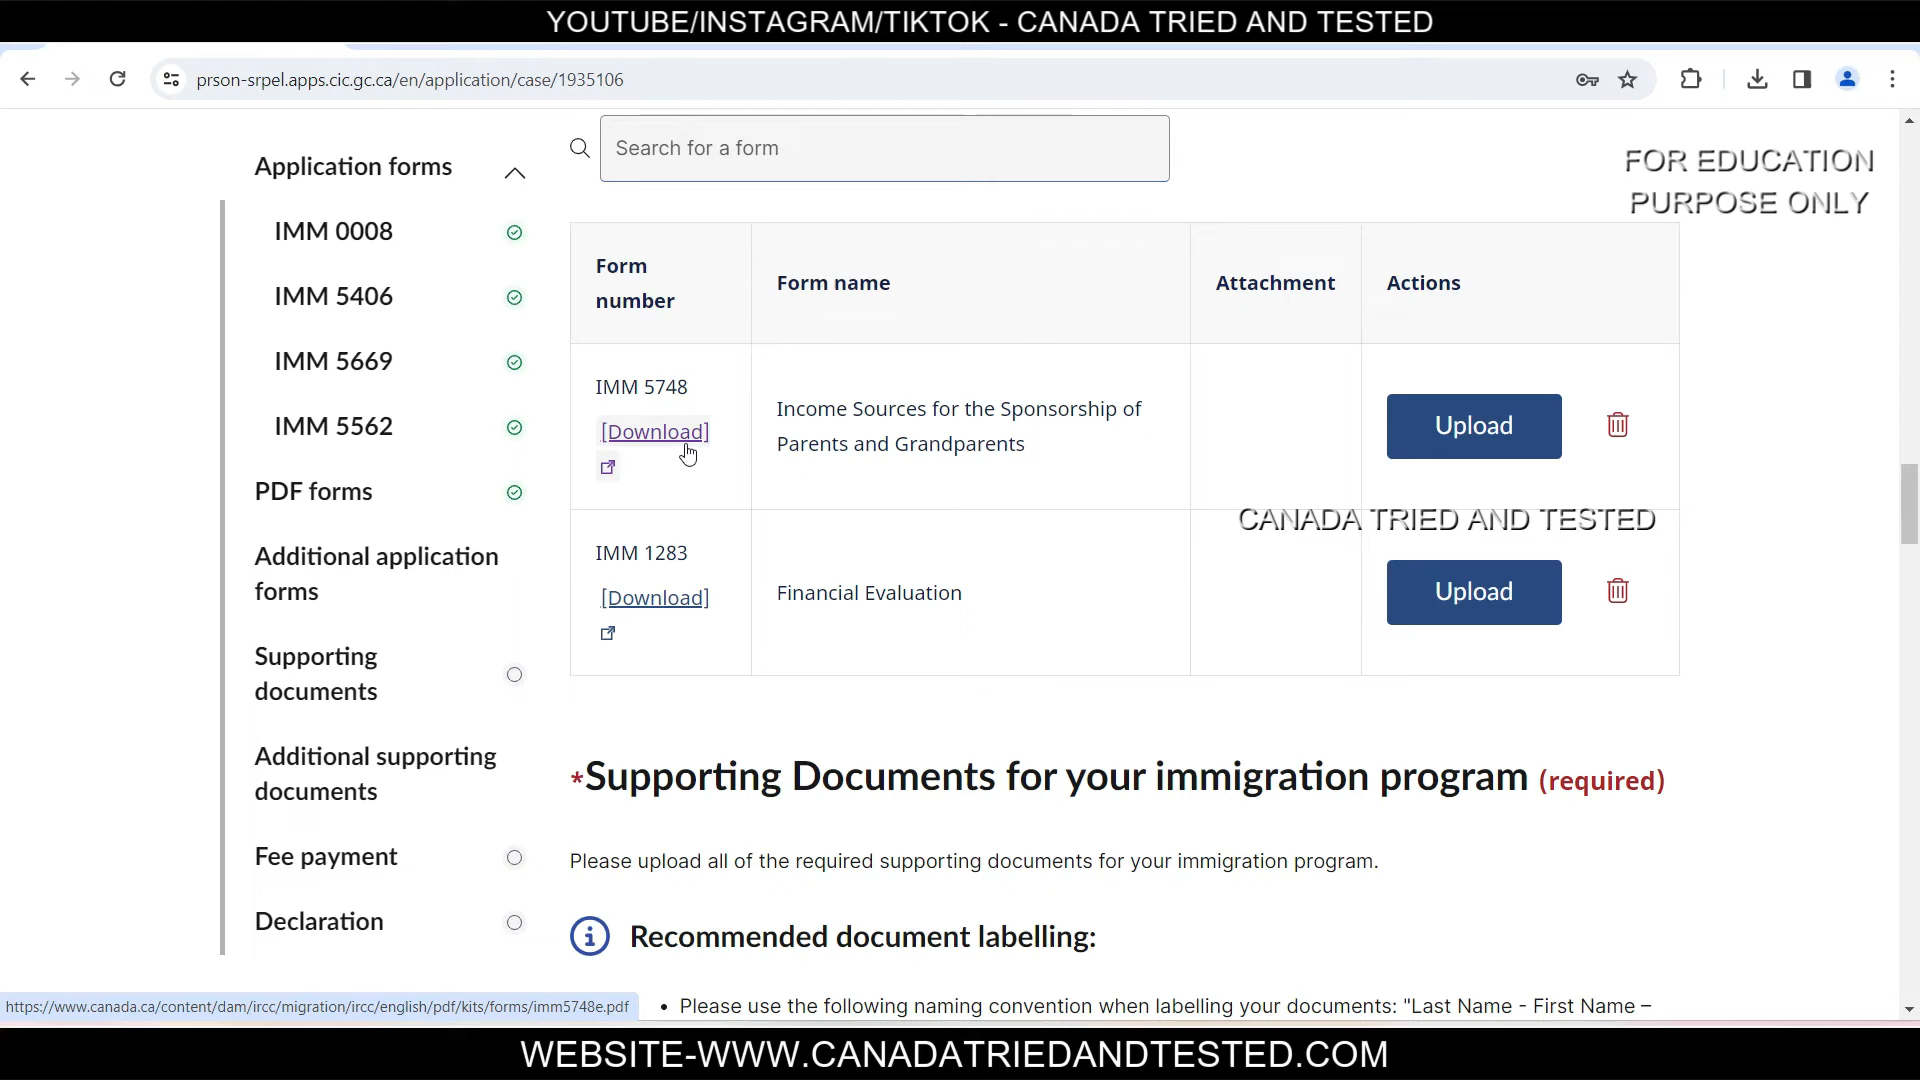 YOUTUBE/INSTAGRAM/TIKTOK - CANADA TRIED AND TESTED
prson-srpel.apps.cic.gc.ca/en/application/case/1935106
Application forms
IMM 0008
IMM 5406
IMM 5669
IMM 5562
PDF forms
Additional application
forms
Supporting
documents
Additional supporting
documents
Fee payment
Declaration
Search for a form
FOR EDUCATION
PURPOSE ONLY
Form
number
Form name
Attachment
Actions
IMM 5748
[Download]
Income Sources for the Sponsorship of
Parents and Grandparents
Upload
CANADA TRIED AND TESTED
IMM 1283
[Download]
Financial Evaluation
Upload
*Supporting Documents for your immigration program (required)
Please upload all of the required supporting documents for your immigration program.
Recommended document labelling:
• Please use the following naming convention when labelling your documents: "Last Name - First Name –
https://www.canada.ca/content/dam/ircc/migration/ircc/english/pdf/kits/forms/imm5748e.pdf
WEBSITE-WWW.CANADATRIEDANDTESTED.COM